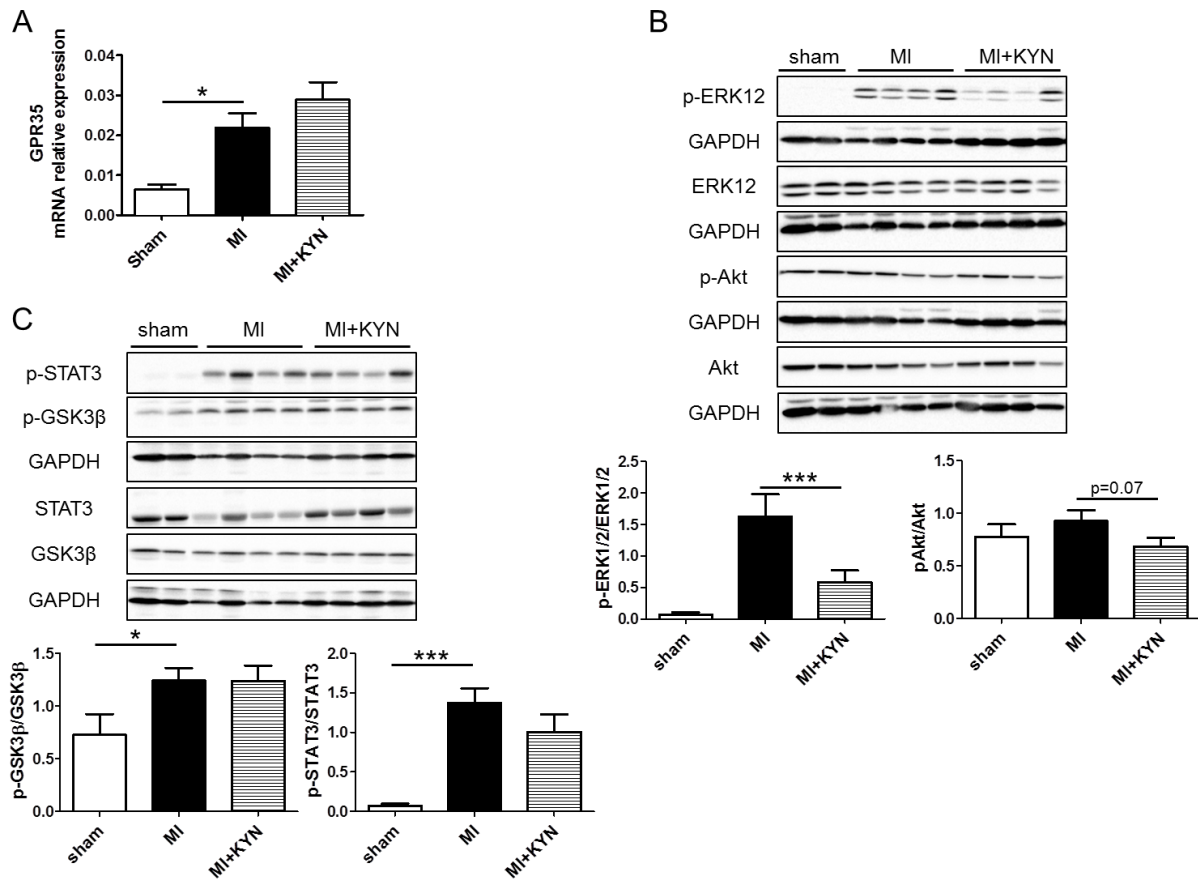 A
GPR35
mRNA relative expression
0.04
0.03
0.02
0.01
0.00
*
Sham
MI
MI+KYN
B
sham MI MI+KYN
p-ERK12
GAPDH
ERK12
GAPDH
p-Akt
GAPDH
Akt
GAPDH
p-ERK1/2/ERK1/2
2.5
2.0
1.5
1.0
0.5
0.0
***
sham
MI
MI+KYN
pAkt/Akt
1.5
1.0
0.5
0.0
p=0.07
sham
MI
MI+KYN
C
sham MI MI+KYN
p-STAT3
p-GSK3β
GAPDH
STAT3
GSK3β
GAPDH
p-GSK3β/GSK3β
1.5
1.0
0.5
0.0
*
sham
MI
MI+KYN
p-STAT3/STAT3
2.0
1.5
1.0
0.5
0.0
***
sham
MI
MI+KYN